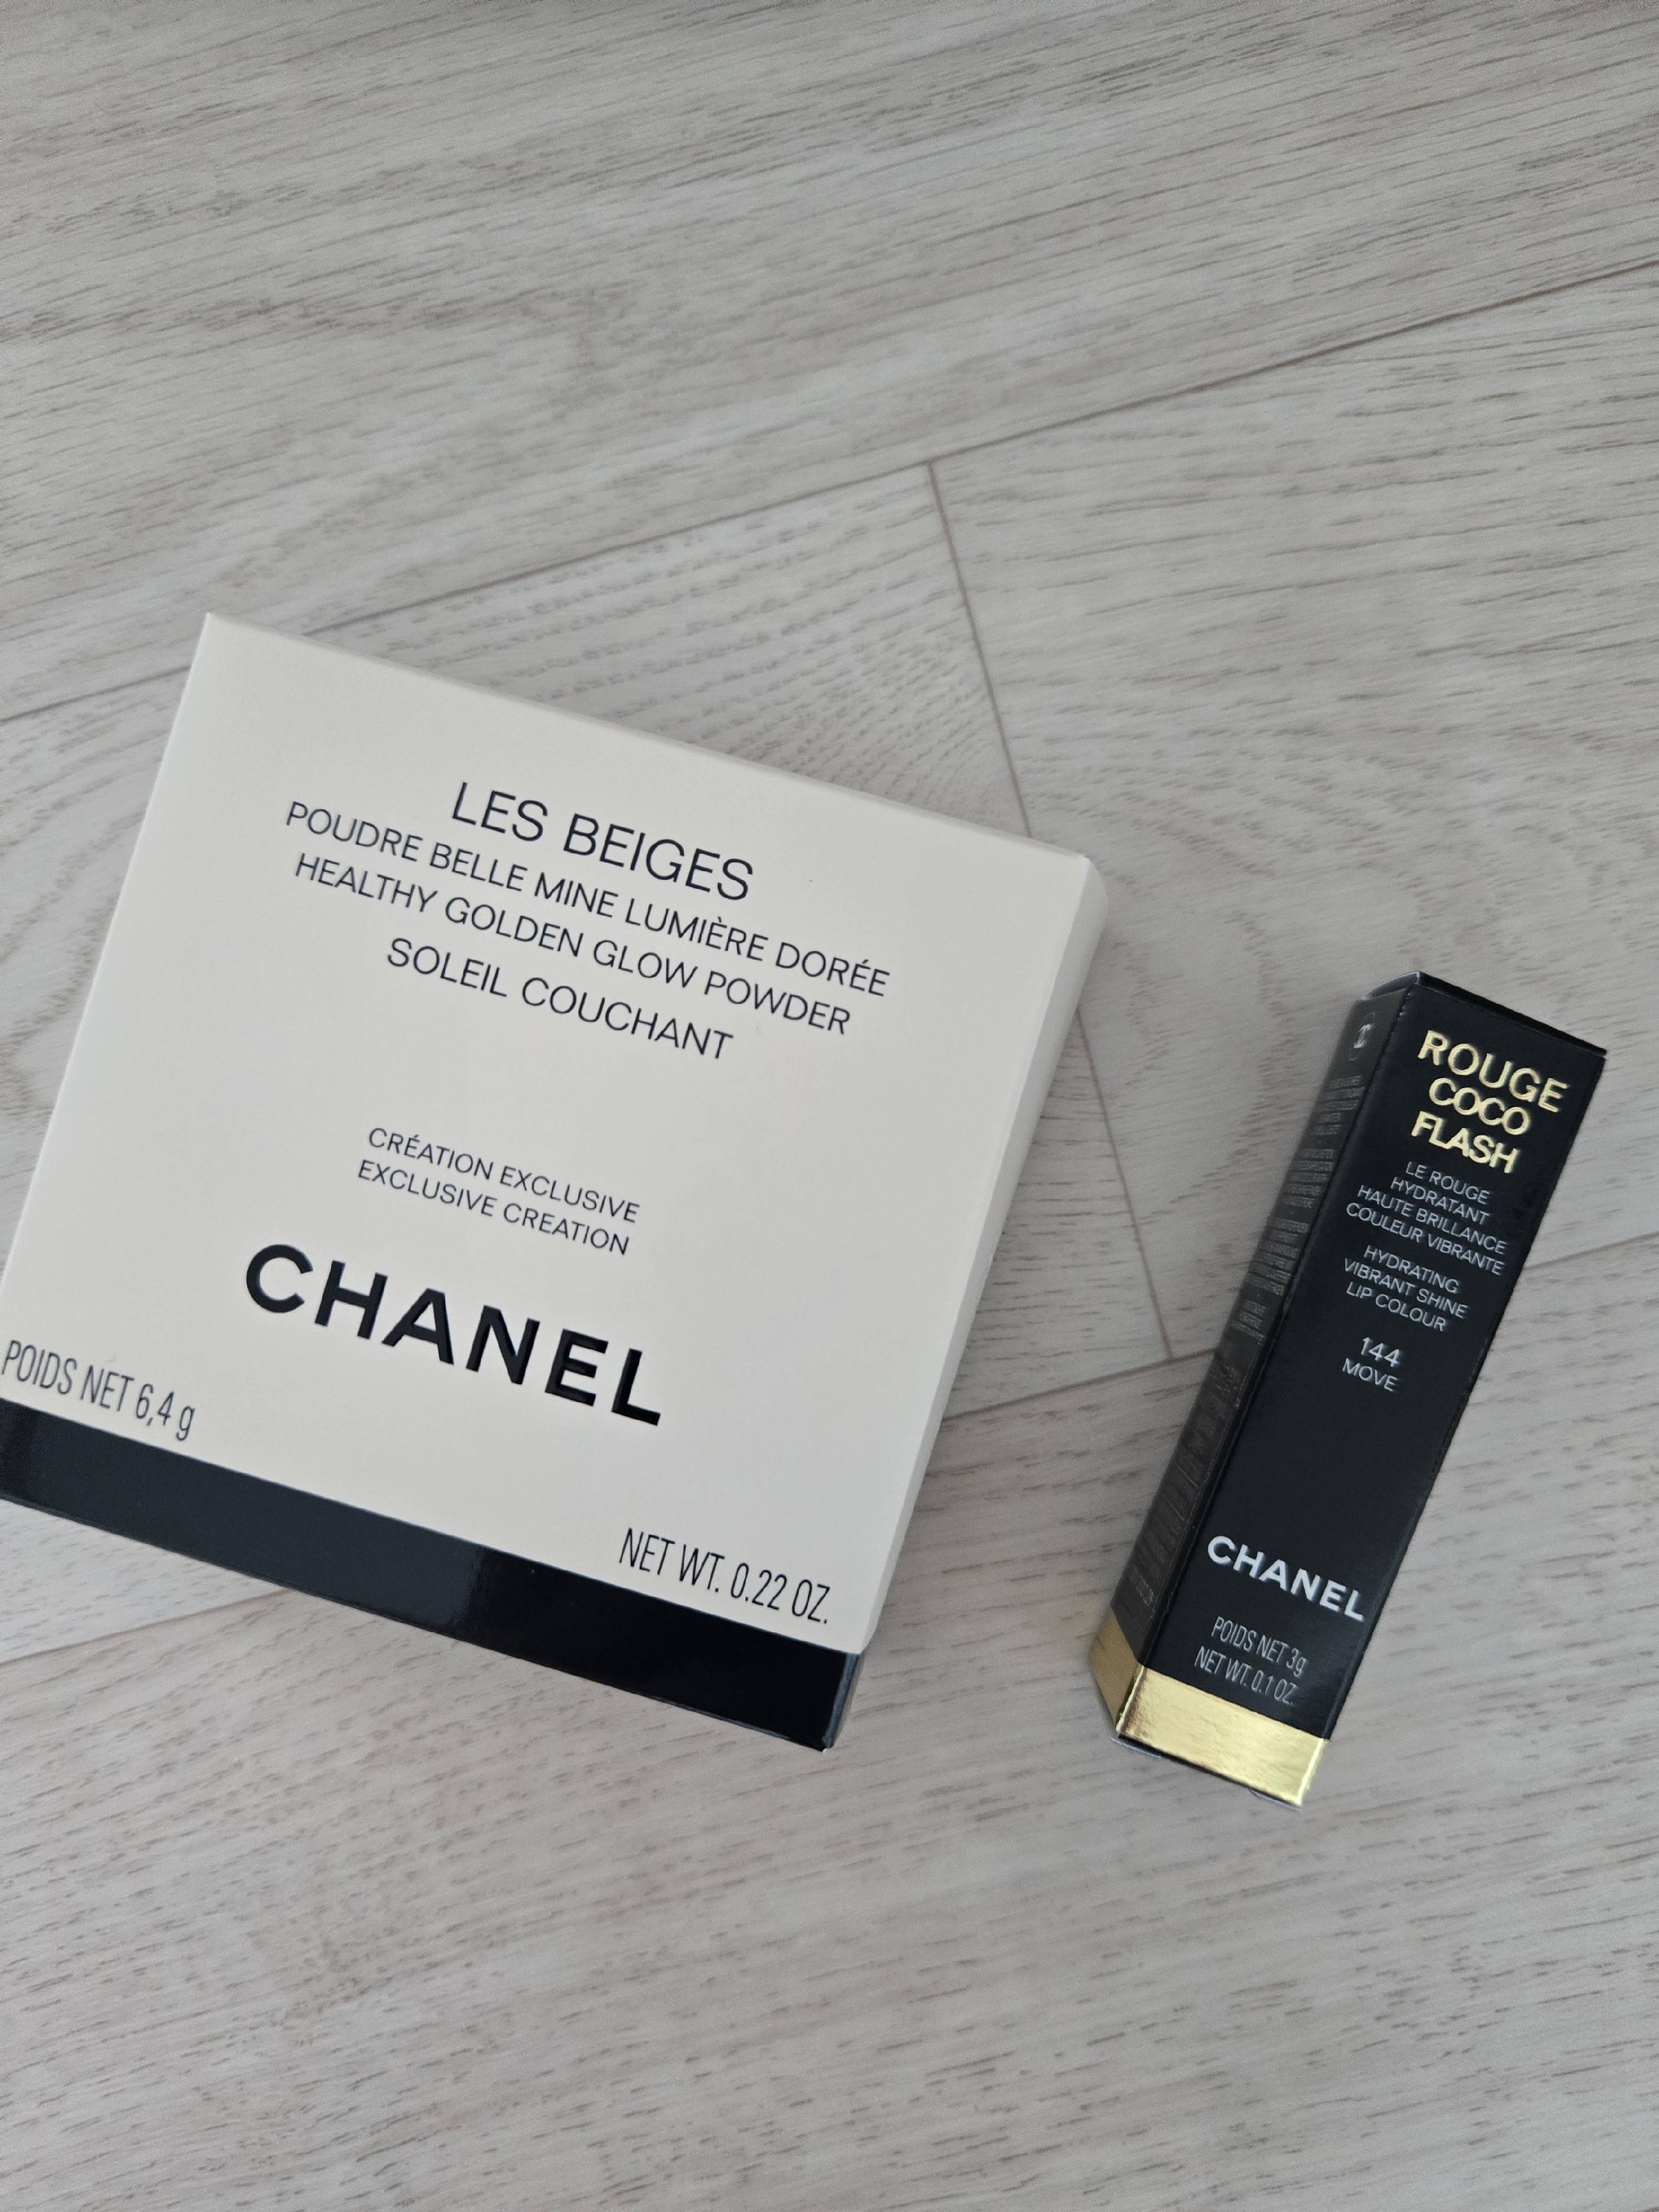 LES BEIGES
POUDRE BELLE MINE LUMIÈRE DORÉE
HEALTHY GOLDEN GLOW POWDER
SOLEIL COUCHANT
CRÉATION EXCLUSIVE
EXCLUSIVE CREATION
CHANEL
POIDS NET 6,4 g
NET WT. 0.22 OZ.
ROUGE
COCO
FLASH
LE ROUGE
HYDRATANT
HAUTE BRILLANCE
COULEUR VIBRANTE
HYDRATING
VIBRANT SHINE
LIP COLOUR
144
MOVE
CHANEL
POIDS NET 3g
NET WT. 0.1 OZ.